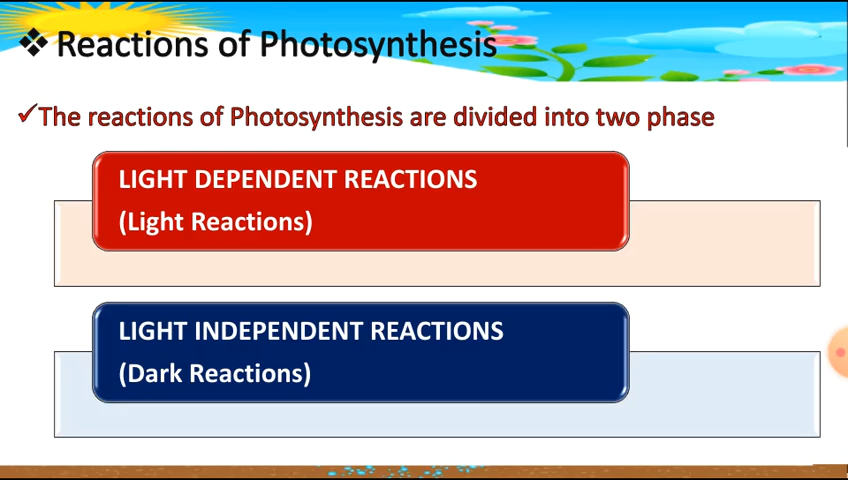 ❖ Reactions of Photosynthesis
✓The reactions of Photosynthesis are divided into two phase
LIGHT DEPENDENT REACTIONS
(Light Reactions)
LIGHT INDEPENDENT REACTIONS
(Dark Reactions)